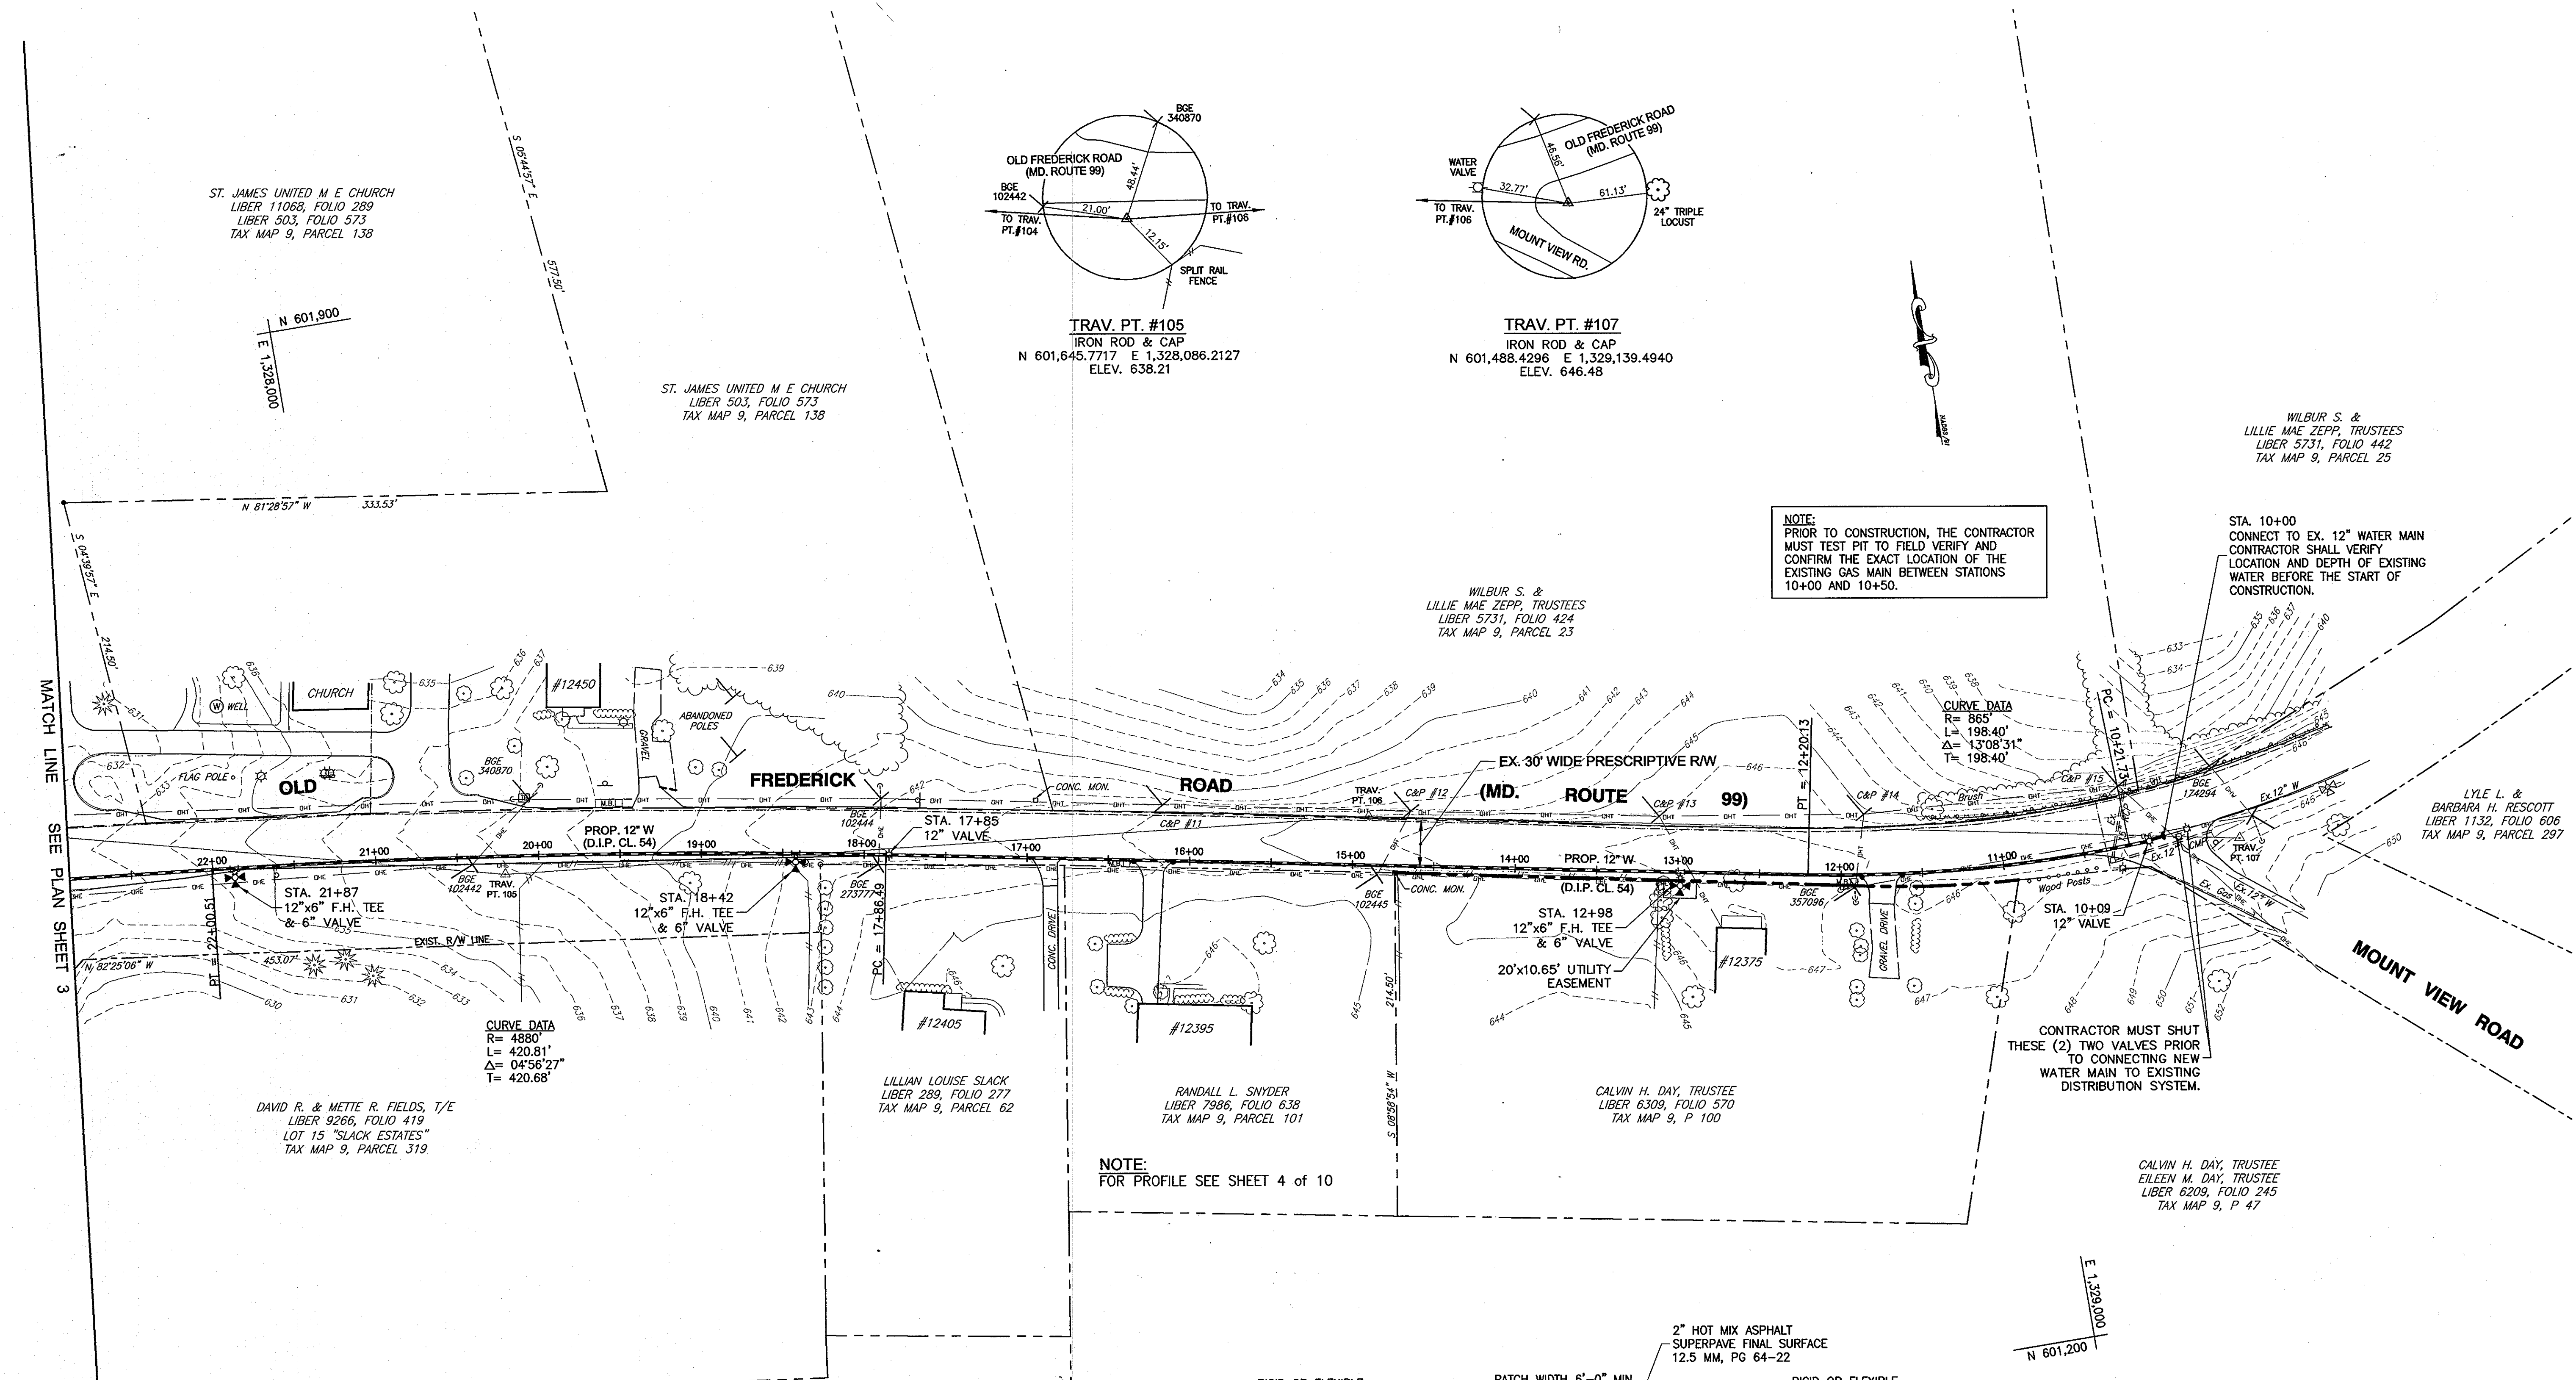 BGE
340870
OLD FREDERICK ROAD
(MD. ROUTE 99)
BGE
102442
48.44'
21.00'
12.15'
TO TRAV.
PT.#104
TO TRAV.
PT.#106
SPLIT RAIL
FENCE
TRAV. PT. #105
IRON ROD & CAP
N 601,645.7717 E 1,328,086.2127
ELEV. 638.21
OLD FREDERICK ROAD
(MD. ROUTE 99)
46.56'
WATER
VALVE
32.77'
61.13'
TO TRAV.
PT.#106
24" TRIPLE
LOCUST
MOUNT VIEW RD.
TRAV. PT. #107
IRON ROD & CAP
N 601,488.4296 E 1,329,139.4940
ELEV. 646.48
ST. JAMES UNITED M E CHURCH
LIBER 11068, FOLIO 289
LIBER 503, FOLIO 573
TAX MAP 9, PARCEL 138
N 601,900
E 1,328,000
S 05°44'57" E
577.50'
ST. JAMES UNITED M E CHURCH
LIBER 503, FOLIO 573
TAX MAP 9, PARCEL 138
N 81°28'57" W 333.53'
S 04°39'57" E
214.50'
NAD83/91
WILBUR S. &
LILLIE MAE ZEPP, TRUSTEES
LIBER 5731, FOLIO 442
TAX MAP 9, PARCEL 25
NOTE:
PRIOR TO CONSTRUCTION, THE CONTRACTOR
MUST TEST PIT TO FIELD VERIFY AND
CONFIRM THE EXACT LOCATION OF THE
EXISTING GAS MAIN BETWEEN STATIONS
10+00 AND 10+50.
STA. 10+00
CONNECT TO EX. 12" WATER MAIN
CONTRACTOR SHALL VERIFY
LOCATION AND DEPTH OF EXISTING
WATER BEFORE THE START OF
CONSTRUCTION.
WILBUR S. &
LILLIE MAE ZEPP, TRUSTEES
LIBER 5731, FOLIO 424
TAX MAP 9, PARCEL 23
MATCH LINE SEE PLAN SHEET 3
CHURCH
W WELL
FLAG POLE
#12450
GRAVEL
ABANDONED
POLES
BGE
340870
M.B.
OLD FREDERICK ROAD (MD. ROUTE 99)
CONC. MON.
EX. 30' WIDE PRESCRIPTIVE R/W
TRAV.
PT. 106
C&P #11
C&P #12
C&P #13
C&P #14
C&P #15
PT = 12+20.13
CURVE DATA
R= 865'
L= 198.40'
△= 13°08'31"
T= 198.40'
PC = 10+21.73
Brush
BGE
174294
Ex.12" W
LYLE L. &
BARBARA H. RESCOTT
LIBER 1132, FOLIO 606
TAX MAP 9, PARCEL 297
PROP. 12" W
(D.I.P. CL. 54)
BGE
102444
STA. 17+85
12" VALVE
22+00
21+00
20+00
19+00
18+00
17+00
16+00
15+00
14+00
PROP. 12" W
(D.I.P. CL. 54)
13+00
12+00
11+00
Ex.12"
CMP
TRAV.
PT. 107
Ex. Gas
Ex.12" W
Wood Posts
PT = 22+00.51
STA. 21+87
12"x6" F.H. TEE
& 6" VALVE
BGE
102442
TRAV.
PT. 105
STA. 18+42
12"x6" F.H. TEE
& 6" VALVE
BGE
273777
PC = 17+86.49
CONC. DRIVE
BGE
102445
CONC. MON.
STA. 12+98
12"x6" F.H. TEE
& 6" VALVE
20'x10.65' UTILITY
EASEMENT
BGE
357096
GRAVEL DRIVE
STA. 10+09
12" VALVE
EXIST. R/W LINE
N 82°25'06" W
453.07'
#12405
#12395
#12375
MOUNT VIEW ROAD
CONTRACTOR MUST SHUT
THESE (2) TWO VALVES PRIOR
TO CONNECTING NEW
WATER MAIN TO EXISTING
DISTRIBUTION SYSTEM.
CURVE DATA
R= 4880'
L= 420.81'
△= 04°56'27"
T= 420.68'
DAVID R. & METTE R. FIELDS, T/E
LIBER 9266, FOLIO 419
LOT 15 "SLACK ESTATES"
TAX MAP 9, PARCEL 319
LILLIAN LOUISE SLACK
LIBER 289, FOLIO 277
TAX MAP 9, PARCEL 62
RANDALL L. SNYDER
LIBER 7986, FOLIO 638
TAX MAP 9, PARCEL 101
214.50'
S 08°58'54" W
CALVIN H. DAY, TRUSTEE
LIBER 6309, FOLIO 570
TAX MAP 9, P 100
NOTE:
FOR PROFILE SEE SHEET 4 of 10
CALVIN H. DAY, TRUSTEE
EILEEN M. DAY, TRUSTEE
LIBER 6209, FOLIO 245
TAX MAP 9, P 47
E 1,329,000
N 601,200
2" HOT MIX ASPHALT
SUPERPAVE FINAL SURFACE
12.5 MM, PG 64-22
PATCH WIDTH 6'-0" MIN.
RIGID OR FLEXIBLE
RIGID OR FLEXIBLE